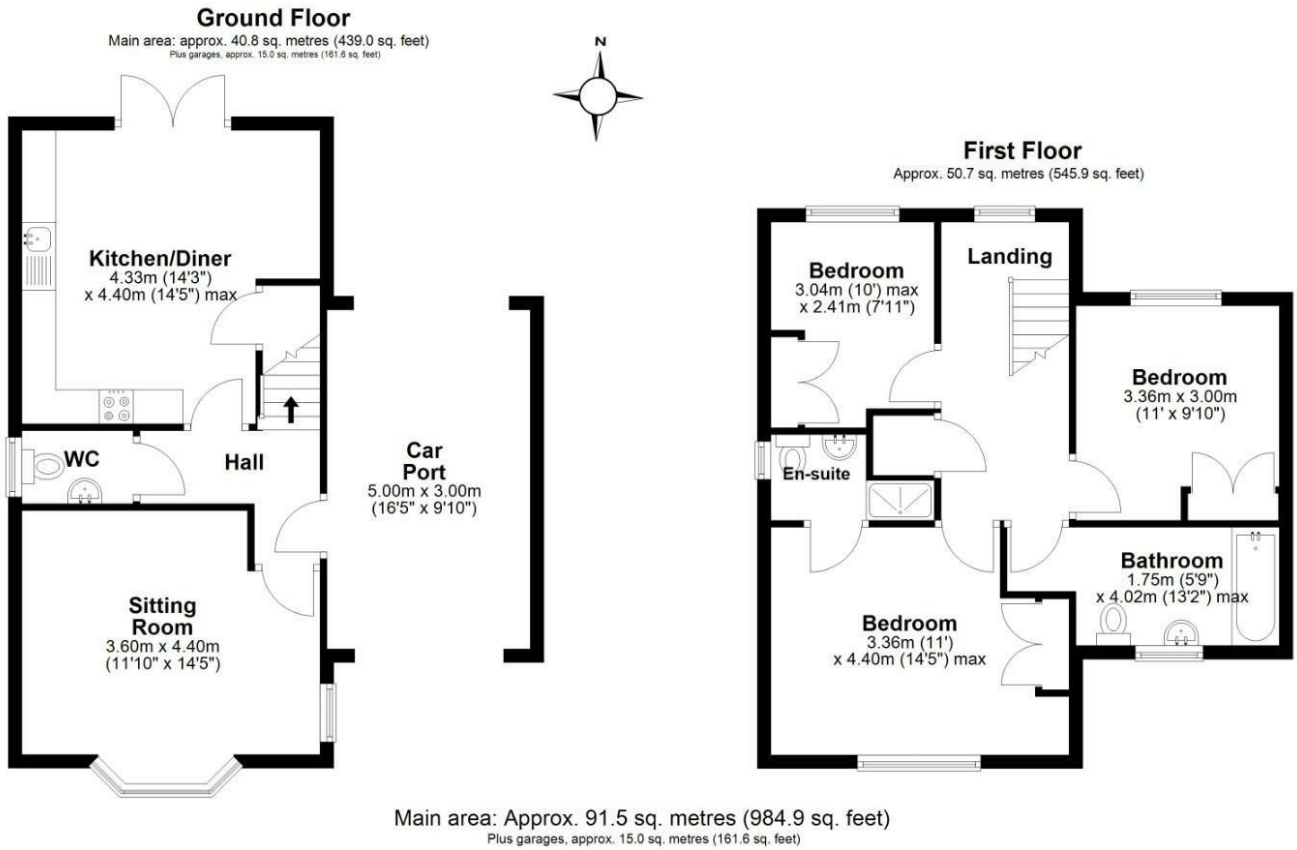 Ground Floor
Main area: approx. 40.8 sq. metres (439.0 sq. feet)
Plus garages, approx. 15.0 sq. metres (161.6 sq. feet)
N
Kitchen/Diner
4.33m (14'3")
x 4.40m (14'5") max
WC
Hall
Car
Port
5.00m x 3.00m
(16'5" x 9'10")
Sitting
Room
3.60m x 4.40m
(11'10" x 14'5")
First Floor
Approx. 50.7 sq. metres (545.9 sq. feet)
Bedroom
3.04m (10') max
x 2.41m (7'11")
Landing
Bedroom
3.36m x 3.00m
(11' x 9'10")
En-suite
Bathroom
1.75m (5'9")
x 4.02m (13'2") max
Bedroom
3.36m (11')
x 4.40m (14'5") max
Main area: Approx. 91.5 sq. metres (984.9 sq. feet)
Plus garages, approx. 15.0 sq. metres (161.6 sq. feet)